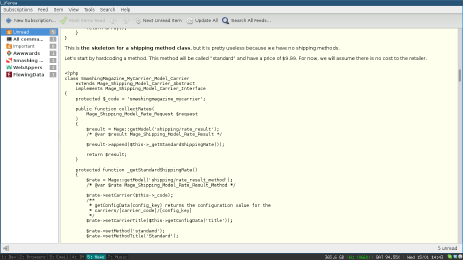 Liferea
Subscriptions Feed Item View Tools Search Help
New Subscription... Next Unread Item Update All Search All Feeds...
Unread 5
All comma...
Important
Awwwards
Smashing ...
WebAppers
FlowingData
}
}
This is the skeleton for a shipping method class, but it is pretty useless because we have no shipping methods.
Let's start by hardcoding a method. This method will be called "standard" and have a price of $9.99. For now, we will assume there is no cost to the retailer.
<?php
class SmashingMagazine_MyCarrier_Model_Carrier
extends Mage_Shipping_Model_Carrier_Abstract
implements Mage_Shipping_Model_Carrier_Interface
{
protected $_code = 'smashingmagazine_mycarrier';
public function collectRates(
Mage_Shipping_Model_Rate_Request $request
)
{
$result = Mage::getModel('shipping/rate_result');
/* @var $result Mage_Shipping_Model_Rate_Result */
$result->append($this->_getStandardShippingRate());
return $result;
}
protected function _getStandardShippingRate()
{
$rate = Mage::getModel('shipping/rate_result_method');
/* @var $rate Mage_Shipping_Model_Rate_Result_Method */
$rate->setCarrier($this->_code);
/**
* getConfigData(config_key) returns the configuration value for the
* carriers/[carrier_code]/[config_key]
*/
$rate->setCarrierTitle($this->getConfigData('title'));
$rate->setMethod('standard');
$rate->setMethodTitle('Standard');
5 unread